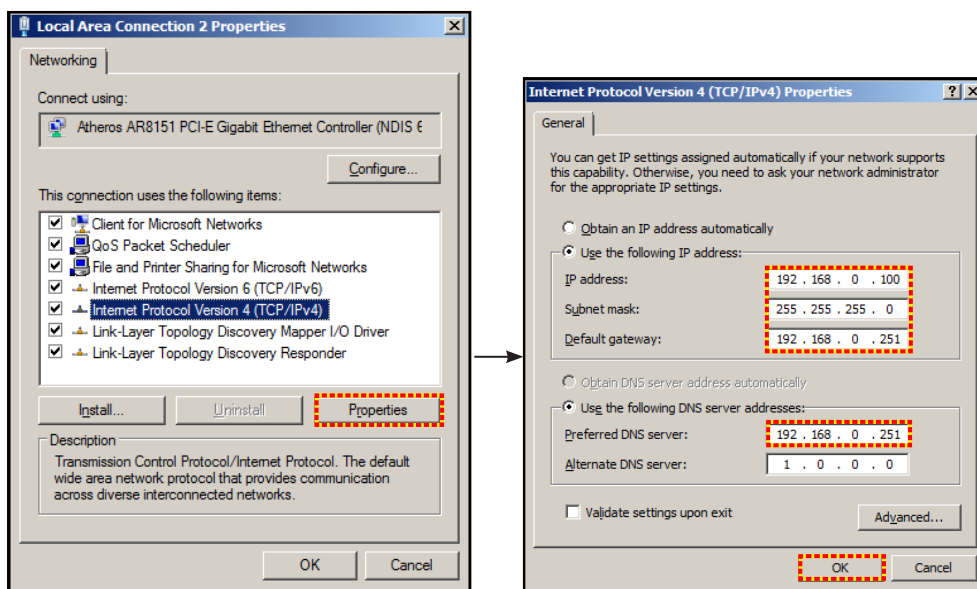 Local Area Connection 2 Properties
Networking
Connect using:
Atheros AR8151 PCI-E Gigabit Ethernet Controller (NDIS 6
Configure...
This connection uses the following items:
Client for Microsoft Networks
QoS Packet Scheduler
File and Printer Sharing for Microsoft Networks
Internet Protocol Version 6 (TCP/IPv6)
Internet Protocol Version 4 (TCP/IPv4)
Link-Layer Topology Discovery Mapper I/O Driver
Link-Layer Topology Discovery Responder
Install...
Uninstall
Properties
Description
Transmission Control Protocol/Internet Protocol. The default
wide area network protocol that provides communication
across diverse interconnected networks.
OK
Cancel
Internet Protocol Version 4 (TCP/IPv4) Properties
General
You can get IP settings assigned automatically if your network supports
this capability. Otherwise, you need to ask your network administrator
for the appropriate IP settings.
Obtain an IP address automatically
Use the following IP address:
IP address: 192 . 168 . 0 . 100
Subnet mask: 255 . 255 . 255 . 0
Default gateway: 192 . 168 . 0 . 251
Obtain DNS server address automatically
Use the following DNS server addresses:
Preferred DNS server: 192 . 168 . 0 . 251
Alternate DNS server: 1 . 0 . 0 . 0
Validate settings upon exit
Advanced...
OK
Cancel